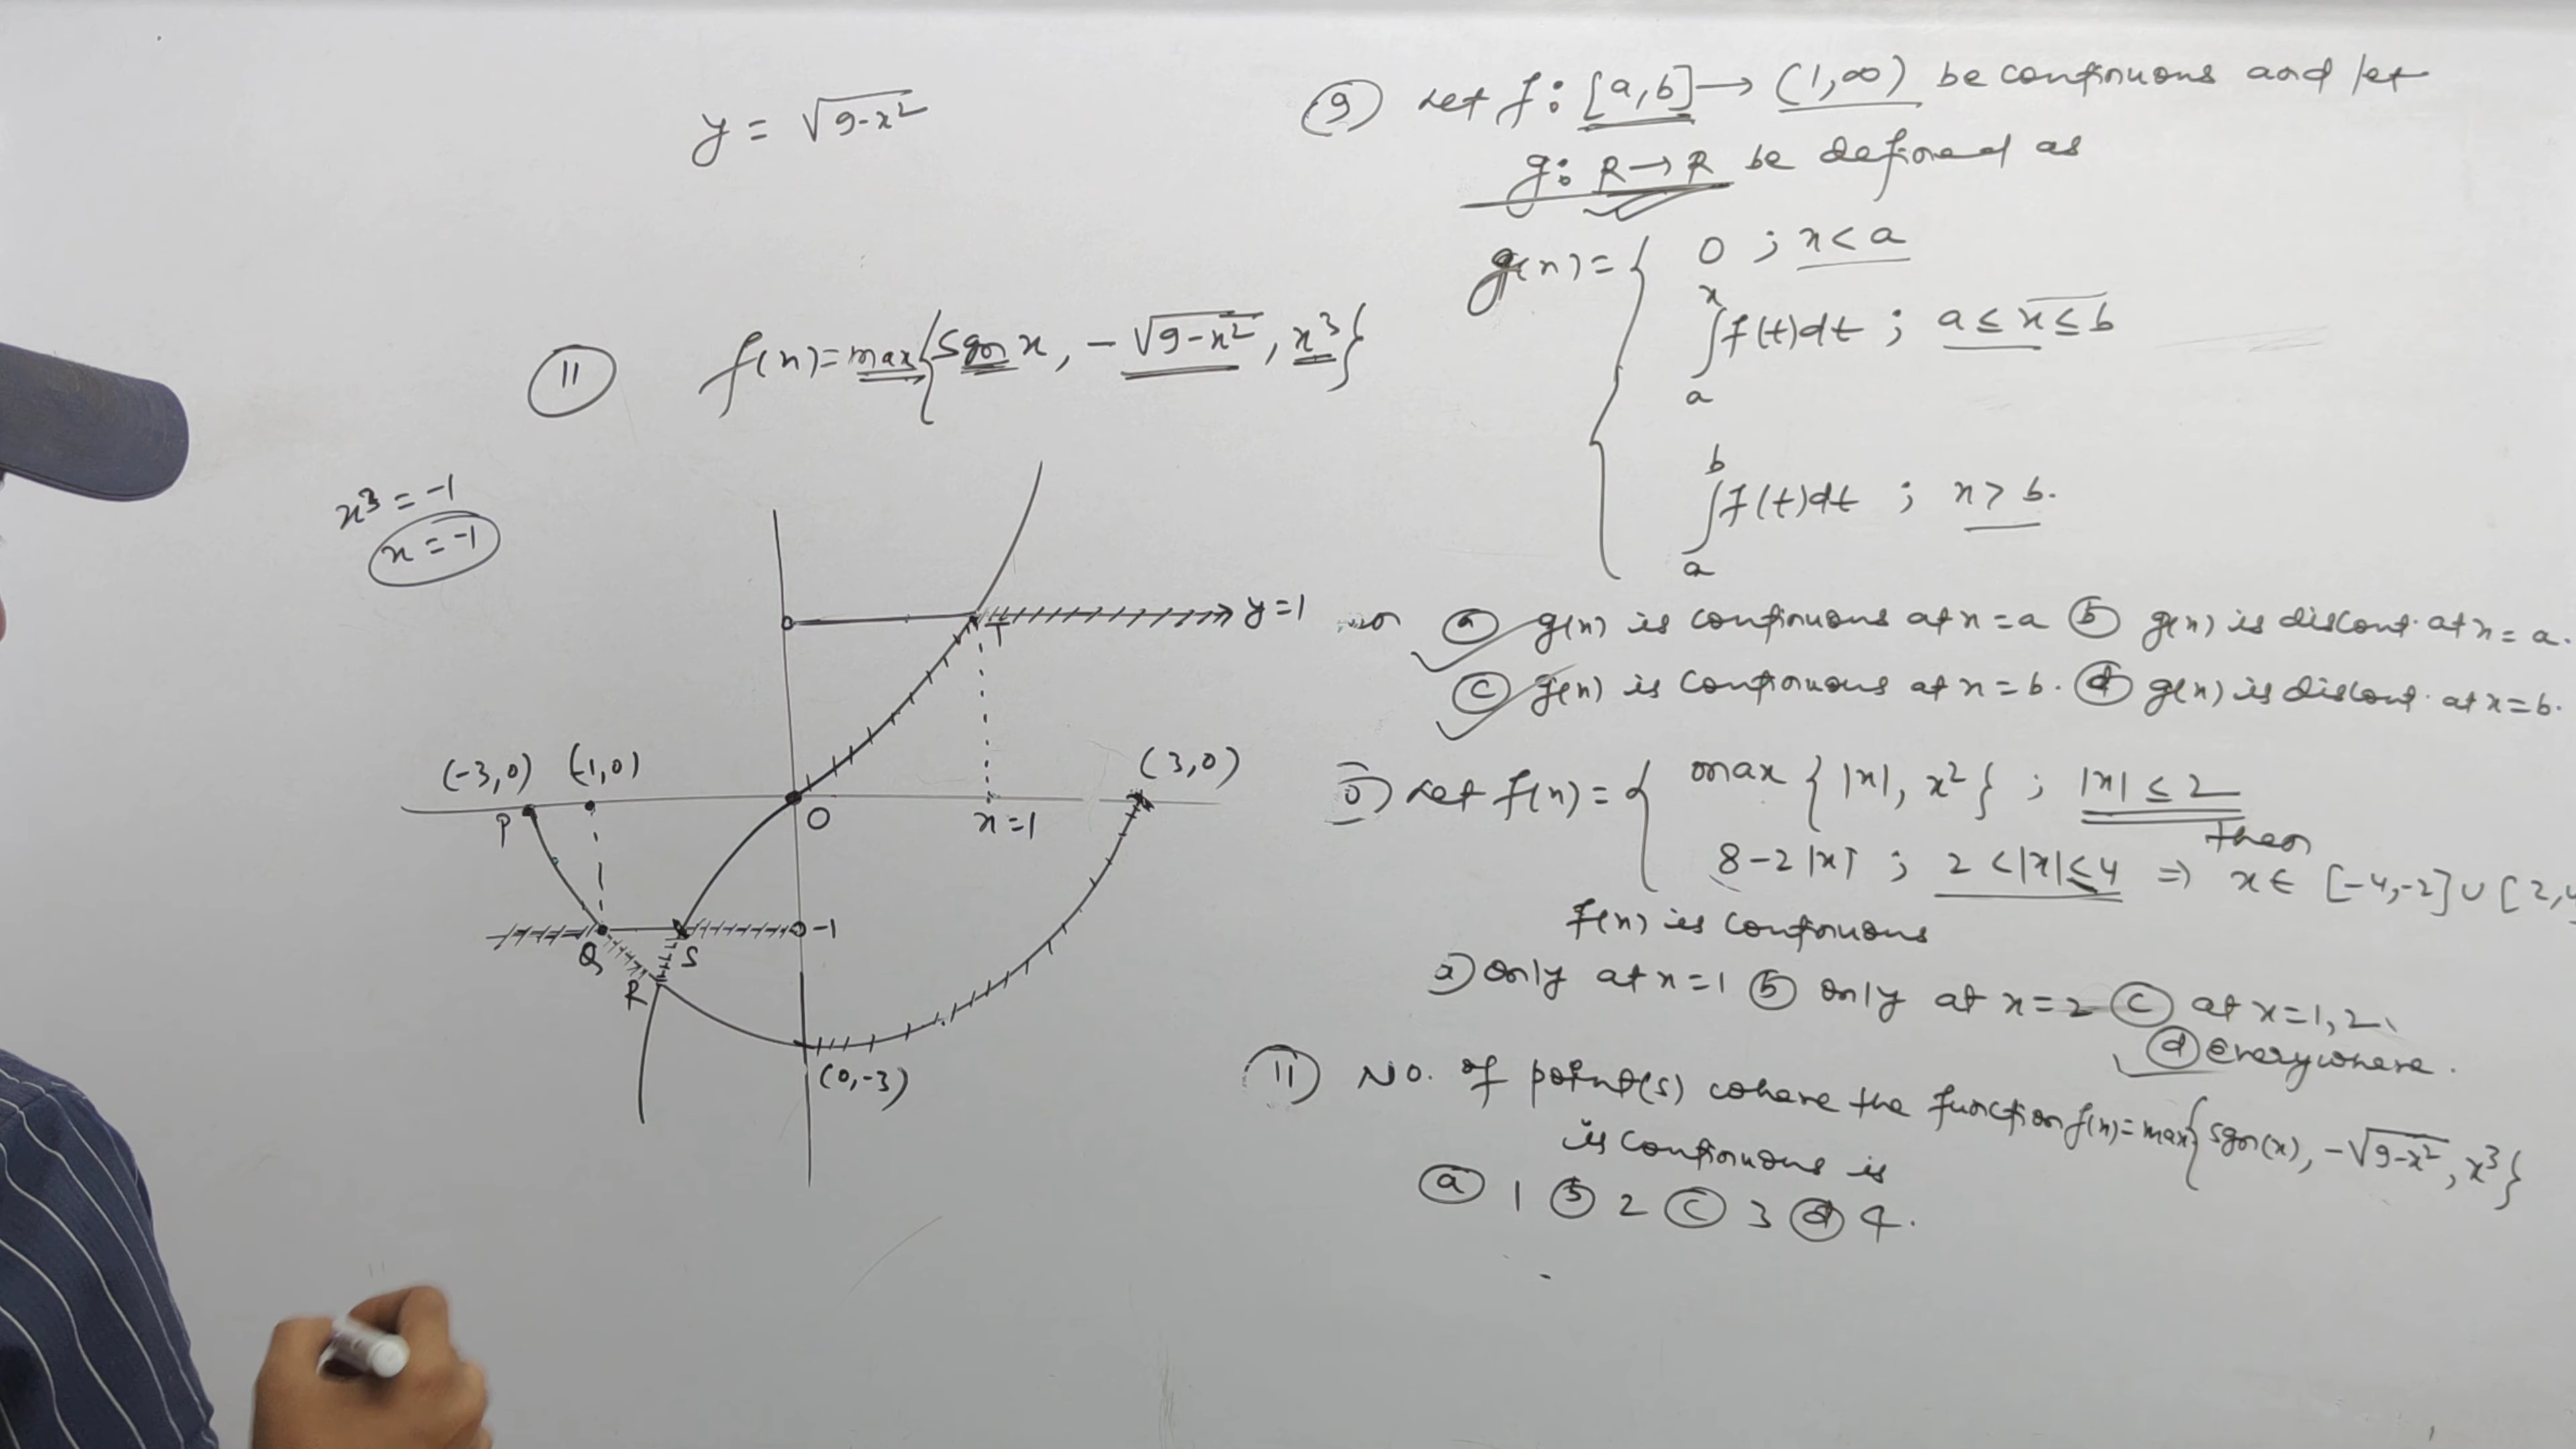 y = √9-x²
⑪ f(x) = max{Sgn x, -√9-x², x³}
x³ = -1
x = -1
y=1
T
(-3,0) (-1,0) (3,0)
P O x=1
-1
Q S
R
(0,-3)
⑨ Let f: [a,b] → (1,∞) be continuous and let
g: R→R be defined as
g(x) = { 0 ; x < a
∫ₐˣ f(t)dt ; a ≤ x ≤ b
∫ₐᵇ f(t)dt ; x > b.
ⓐ g(x) is continuous at x = a ⓑ g(x) is discont. at x = a.
ⓒ g(x) is continuous at x = b. ⓓ g(x) is discont. at x = b.
Let f(x) = { max {|x|, x²} ; |x| ≤ 2
8-2|x| ; 2 < |x| ≤ 4 ⇒ x ∈ [-4,-2] ∪ [2,4
then
f(x) is continuous
a) only at x=1 ⓑ only at x=2 ⓒ at x=1,2
ⓓ everywhere.
⑪ No. of point(s) where the function f(x) = max{sgn(x), -√9-x², x³}
is continuous is
ⓐ 1 ⓑ 2 ⓒ 3 ⓓ 4.